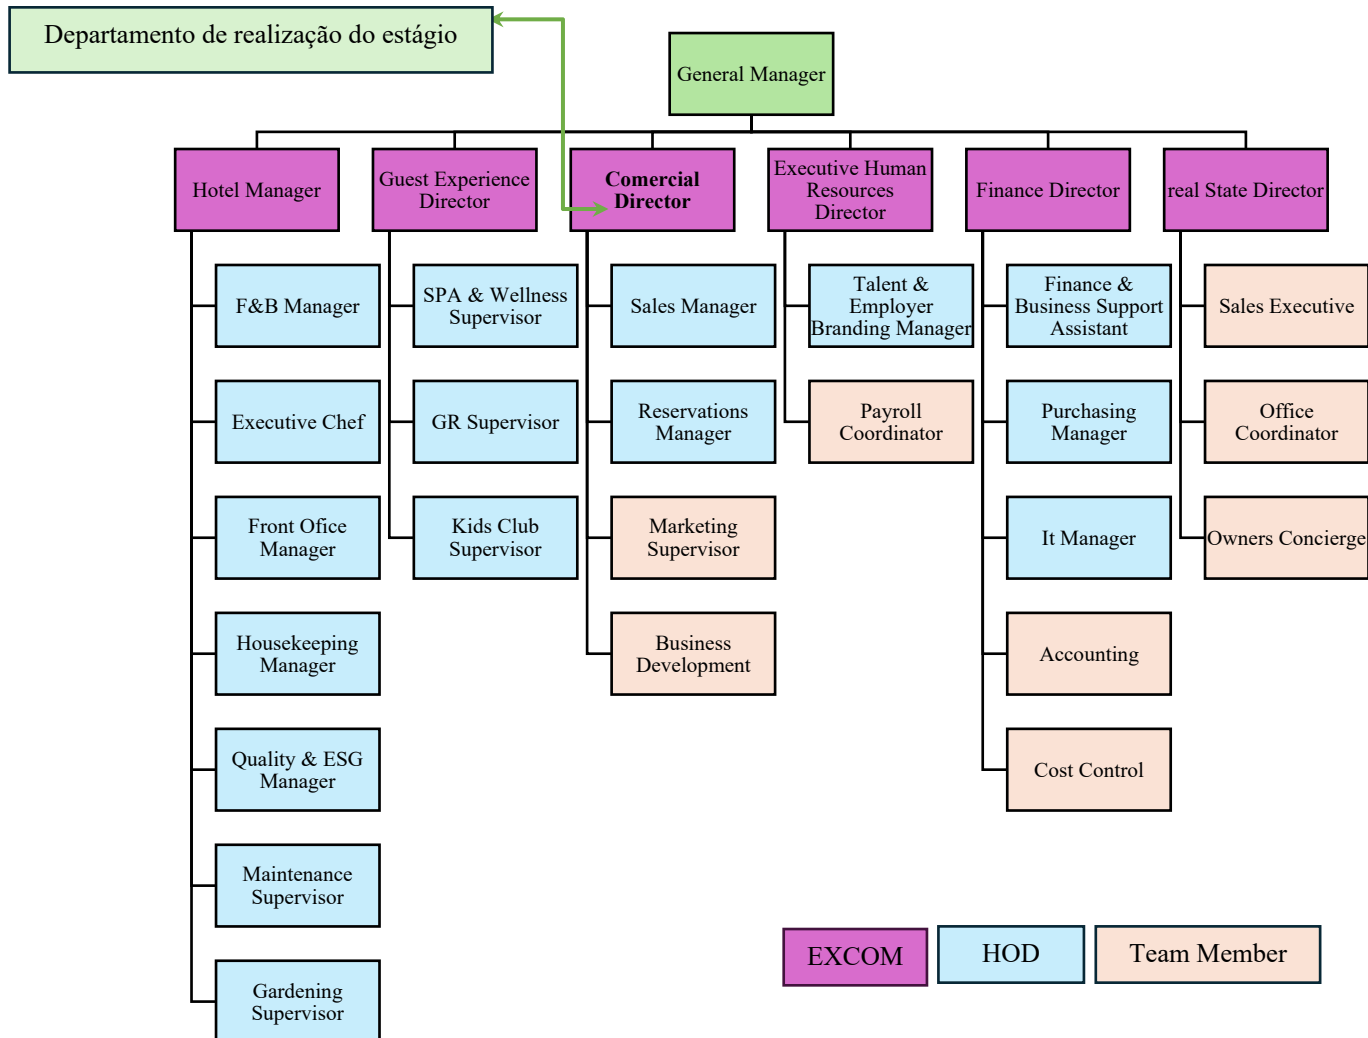 Departamento de realização do estágio
General Manager
Hotel Manager
Guest Experience
Director
Comercial
Director
Executive Human
Resources
Director
Finance Director
real State Director
F&B Manager
SPA & Wellness
Supervisor
Sales Manager
Talent &
Employer
Branding Manager
Finance &
Business Support
Assistant
Sales Executive
Executive Chef
GR Supervisor
Reservations
Manager
Payroll
Coordinator
Purchasing
Manager
Office
Coordinator
Front Ofice
Manager
Kids Club
Supervisor
Marketing
Supervisor
It Manager
Owners Concierge
Housekeeping
Manager
Business
Development
Accounting
Quality & ESG
Manager
Cost Control
Maintenance
Supervisor
Gardening
Supervisor
EXCOM
HOD
Team Member